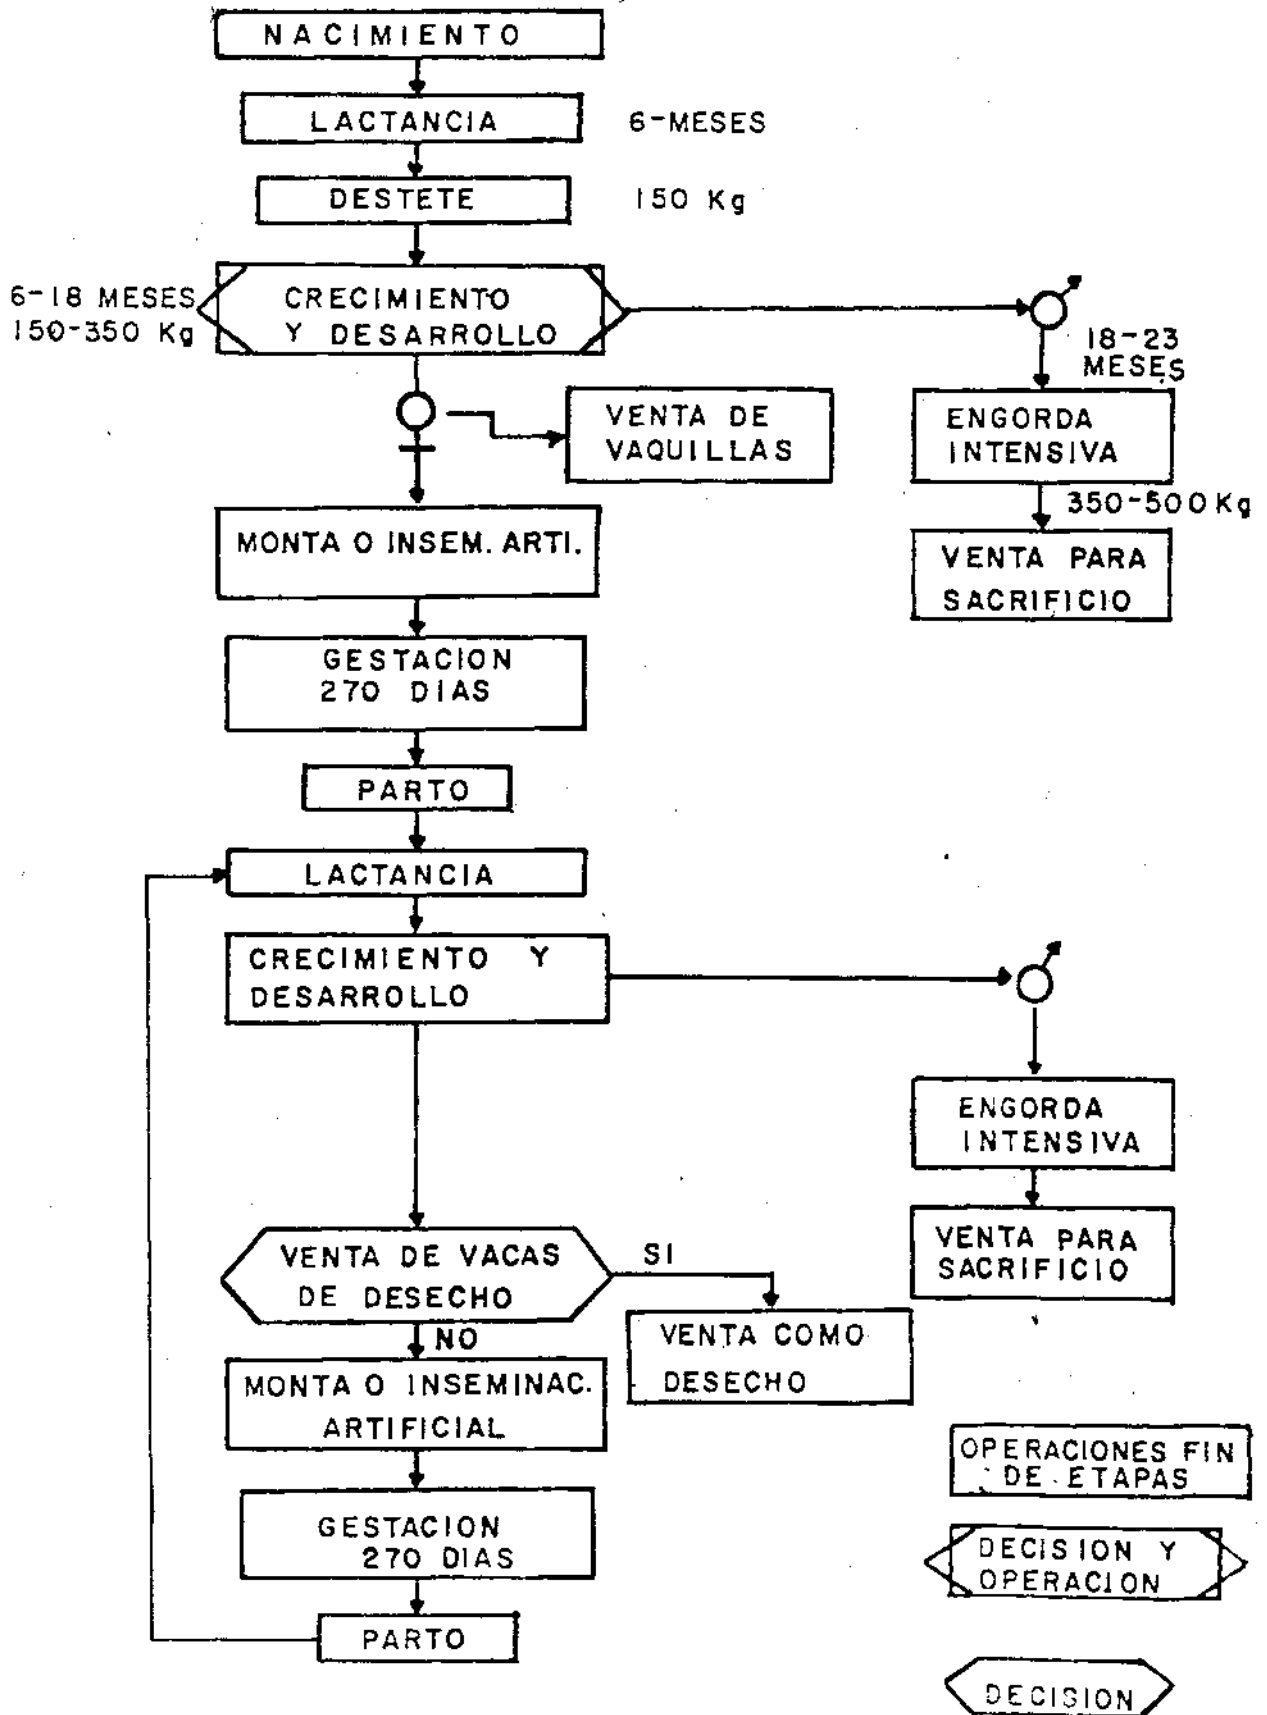 NACIMIENTO
LACTANCIA
6-MESES
DESTETE
150 Kg
6-18 MESES
150-350 Kg
CRECIMIENTO
Y DESARROLLO
18-23
MESES
VENTA DE
VAQUILLAS
ENGORDA
INTENSIVA
350-500 Kg
MONTA O INSEM. ARTI.
VENTA PARA
SACRIFICIO
GESTACION
270 DIAS
PARTO
LACTANCIA
CRECIMIENTO Y
DESARROLLO
ENGORDA
INTENSIVA
VENTA PARA
SACRIFICIO
VENTA DE VACAS
DE DESECHO
SI
NO
VENTA COMO
DESECHO
MONTA O INSEMINAC.
ARTIFICIAL
GESTACION
270 DIAS
PARTO
OPERACIONES FIN
DE ETAPAS
DECISION Y
OPERACION
DECISION